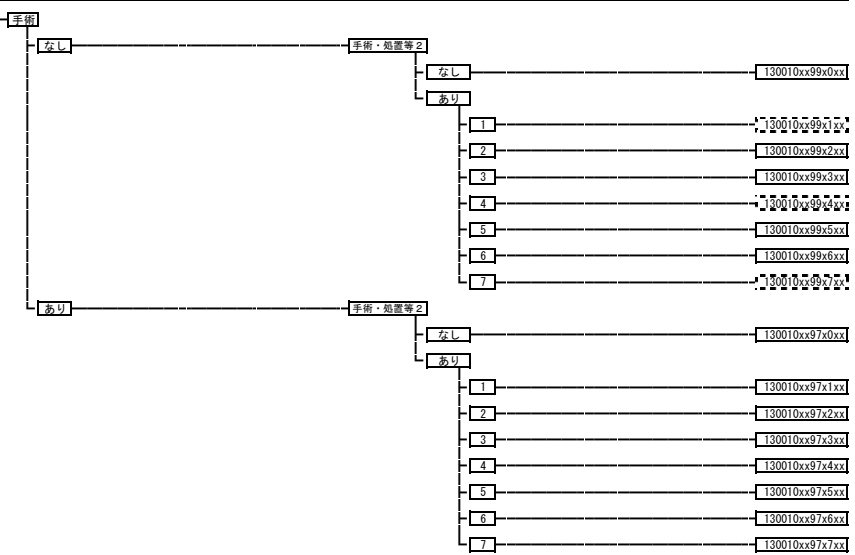 手術
なし 手術・処置等２
なし 130010xx99x0xx
あり
1 130010xx99x1xx
2 130010xx99x2xx
3 130010xx99x3xx
4 130010xx99x4xx
5 130010xx99x5xx
6 130010xx99x6xx
7 130010xx99x7xx
あり 手術・処置等２
なし 130010xx97x0xx
あり
1 130010xx97x1xx
2 130010xx97x2xx
3 130010xx97x3xx
4 130010xx97x4xx
5 130010xx97x5xx
6 130010xx97x6xx
7 130010xx97x7xx